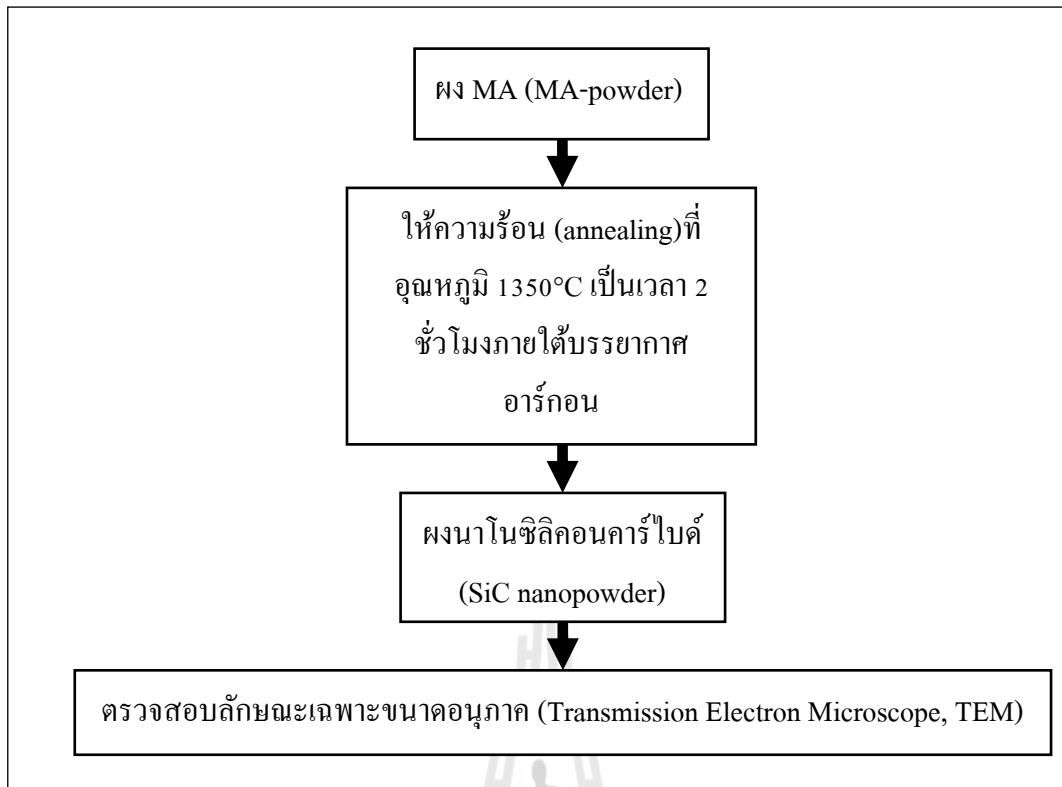 ผง MA (MA-powder)
ให้ความร้อน (annealing)ที่
อุณหภูมิ 1350°C เป็นเวลา 2
ชั่วโมงภายใต้บรรยากาศ
อาร์กอน
ผงนาโนซิลิคอนคาร์ไบด์
(SiC nanopowder)
ตรวจสอบลักษณะเฉพาะขนาดอนุภาค (Transmission Electron Microscope, TEM)